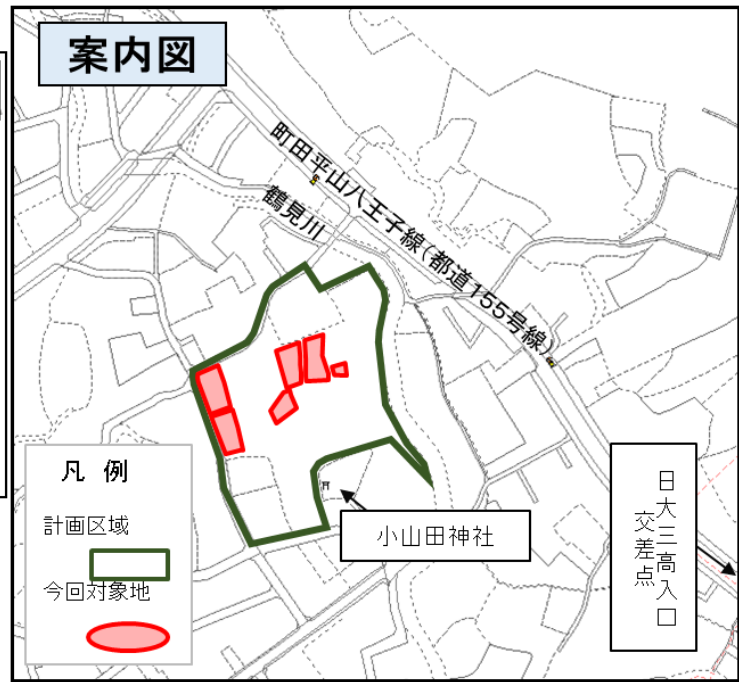 案内図
町田平山八王子線(都道155号線)
鶴見川
凡 例
計画区域
今回対象地
小山田神社
日大三高入口
交差点